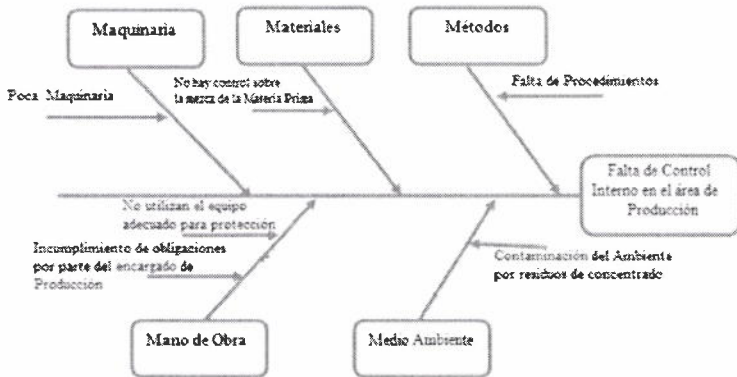 Maquinaria
Materiales
Métodos
Poca Maquinaria
No hay control sobre
la mezca de la Materia Prima
Falta de Procedimientos
Falta de Control
Interno en el área de
Producción
No utilizan el equipo
adecuado para protección
Incumplimiento de obligaciones
por parte del encargado de
Producción
Contaminación del Ambiente
por residuos de concentrado
Mano de Obra
Medio Ambiente